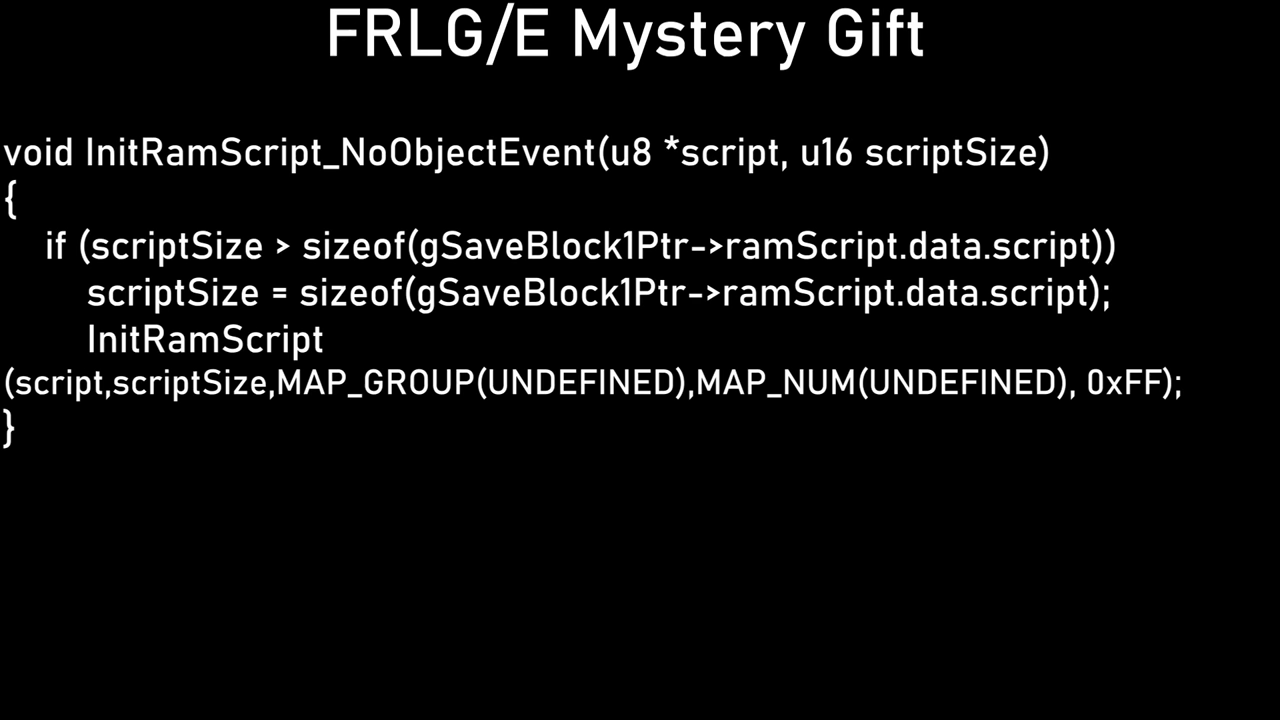 FRLG/E Mystery Gift
void InitRamScript_NoObjectEvent(u8 *script, u16 scriptSize)
{
if (scriptSize > sizeof(gSaveBlock1Ptr->ramScript.data.script))
scriptSize = sizeof(gSaveBlock1Ptr->ramScript.data.script);
InitRamScript
(script,scriptSize,MAP_GROUP(UNDEFINED),MAP_NUM(UNDEFINED), 0xFF);
}